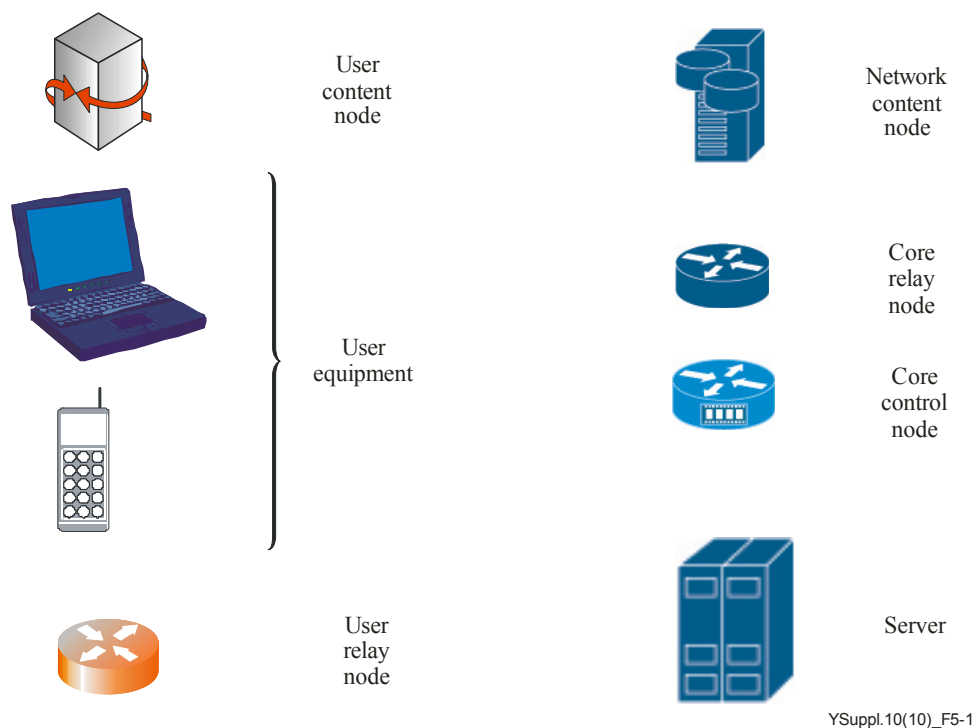 User
content
node
User
equipment
User
relay
node
Network
content
node
Core
relay
node
Core
control
node
Server
YSuppl.10(10)_F5-1